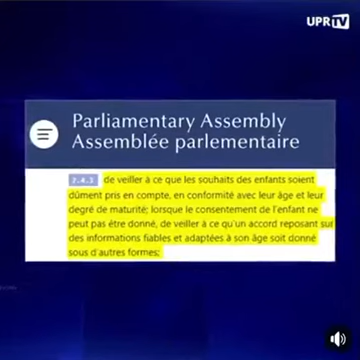 UPRTV
Parliamentary Assembly
Assemblée parlementaire
7.4.3 de veiller à ce que les souhaits des enfants soient
dûment pris en compte, en conformité avec leur âge et leur
degré de maturité; lorsque le consentement de l'enfant ne
peut pas être donné, de veiller à ce qu'un accord reposant sur
des informations fiables et adaptées à son âge soit donné
sous d'autres formes;